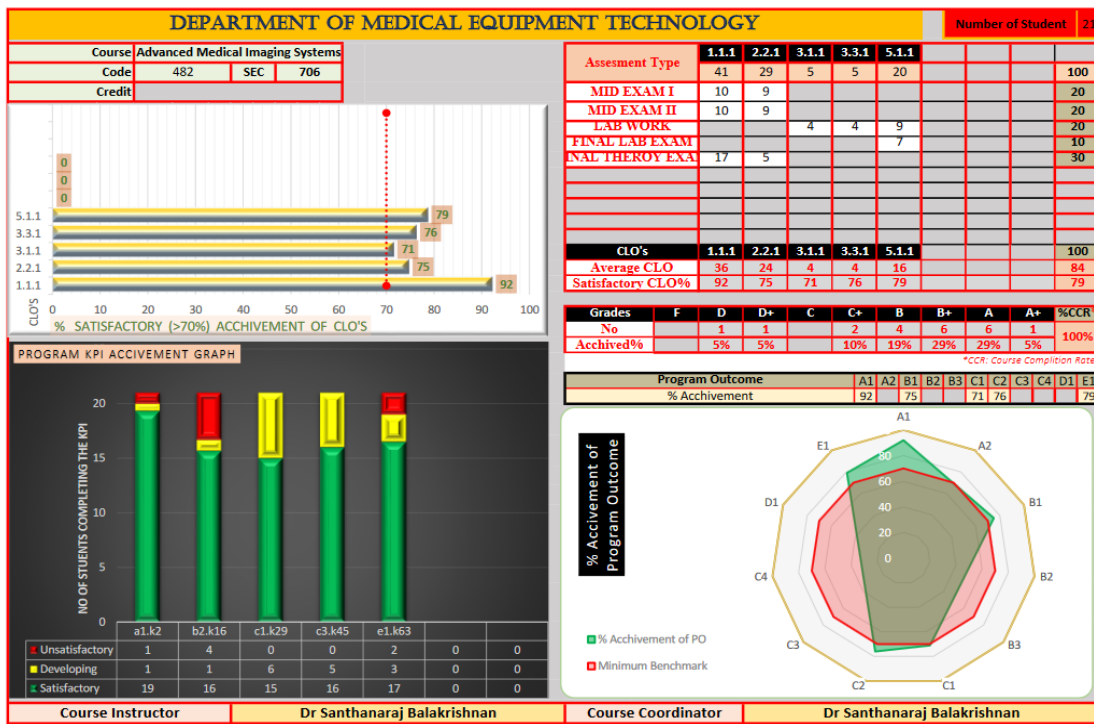 DEPARTMENT OF MEDICAL EQUIPMENT TECHNOLOGY
Number of Student 21
Course Advanced Medical Imaging Systems
Code 482 SEC 706
Credit
0
0
0
5.1.1 79
3.3.1 76
3.1.1 71
2.2.1 75
1.1.1 92
CLO'S
0 10 20 30 40 50 60 70 80 90 100
% SATISFACTORY (>70%) ACCHIVEMENT OF CLO'S
Assesment Type 1.1.1 2.2.1 3.1.1 3.3.1 5.1.1
41 29 5 5 20 100
MID EXAM I 10 9 20
MID EXAM II 10 9 20
LAB WORK 4 4 9 20
FINAL LAB EXAM 7 10
INAL THEROY EXA 17 5 30
CLO's 1.1.1 2.2.1 3.1.1 3.3.1 5.1.1 100
Average CLO 36 24 4 4 16 84
Satisfactory CLO% 92 75 71 76 79 79
Grades F D D+ C C+ B B+ A A+ %CCR
No 1 1 2 4 6 6 1 100%
Acchived% 5% 5% 10% 19% 29% 29% 5%
*CCR: Course Complition Rate
Program Outcome A1 A2 B1 B2 B3 C1 C2 C3 C4 D1 E1
% Acchivement 92 75 71 76 79
PROGRAM KPI ACCIVEMENT GRAPH
NO OF STUENTS COMPLETING THE KPI
20
15
10
5
0
a1.k2 b2.k16 c1.k29 c3.k45 e1.k63
Unsatisfactory 1 4 0 0 2 0 0
Developing 1 1 6 5 3 0 0
Satisfactory 19 16 15 16 17 0 0
% Accivement of
Program Outcome
A1
A2
B1
B2
B3
C1
C2
C3
C4
D1
E1
80
60
40
20
0
% Acchivement of PO
Minimum Benchmark
Course Instructor Dr Santhanaraj Balakrishnan Course Coordinator Dr Santhanaraj Balakrishnan